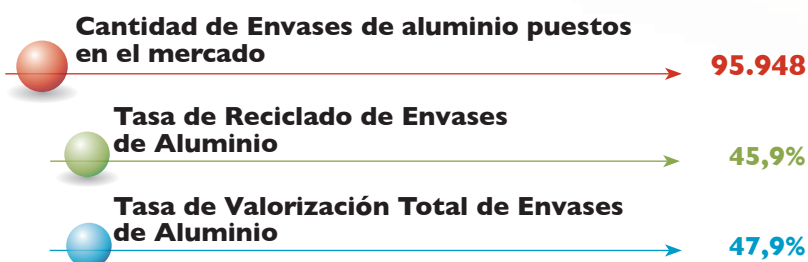 Cantidad de Envases de aluminio puestos
en el mercado
95.948
Tasa de Reciclado de Envases
de Aluminio
45,9%
Tasa de Valorización Total de Envases
de Aluminio
47,9%